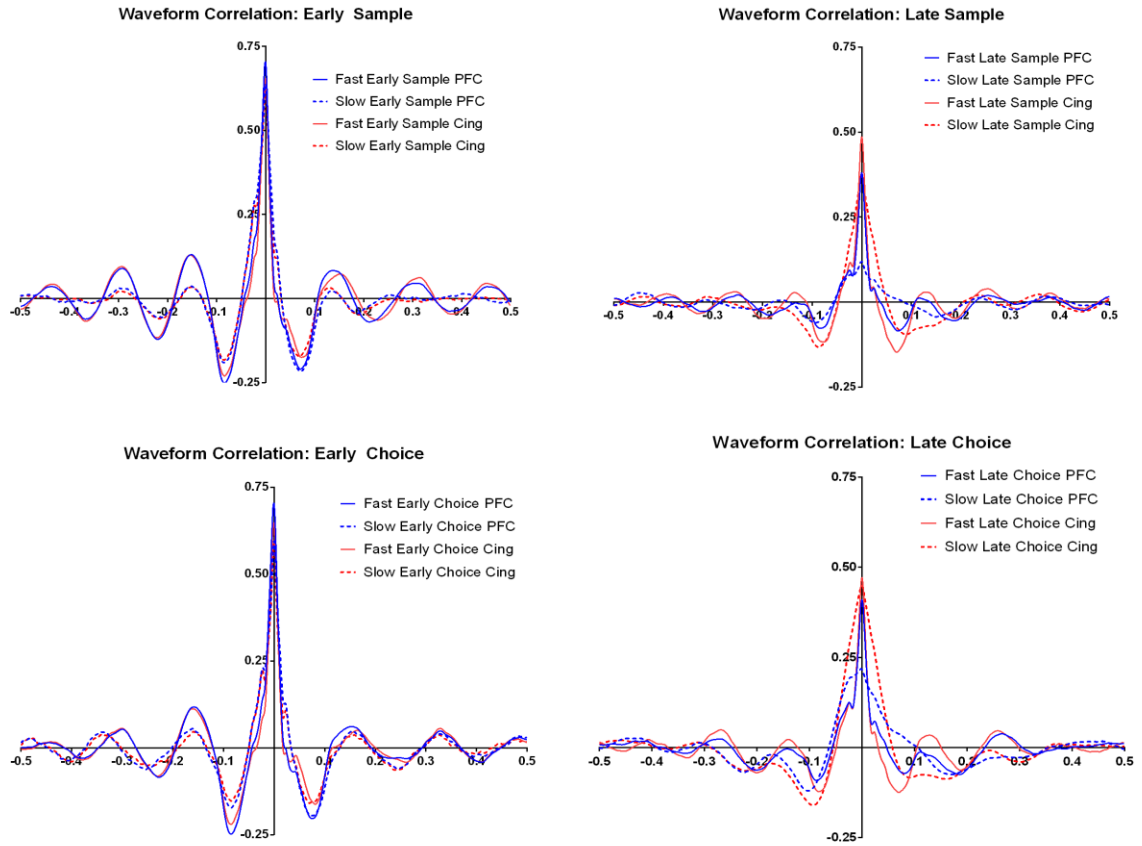 Waveform Correlation: Early Sample
0.75
Fast Early Sample PFC
Slow Early Sample PFC
Fast Early Sample Cing
Slow Early Sample Cing
0.50
0.25
-0.5 -0.4 -0.3 -0.2 -0.1 0.1 0.2 0.3 0.4 0.5
-0.25
Waveform Correlation: Late Sample
0.75
Fast Late Sample PFC
Slow Late Sample PFC
Fast Late Sample Cing
Slow Late Sample Cing
0.50
0.25
-0.5 -0.4 -0.3 -0.2 -0.1 0.1 0.2 0.3 0.4 0.5
-0.25
Waveform Correlation: Early Choice
0.75
Fast Early Choice PFC
Slow Early Choice PFC
Fast Early Choice Cing
Slow Early Choice Cing
0.50
0.25
-0.5 -0.4 -0.3 -0.2 -0.1 0.1 0.2 0.3 0.4 0.5
-0.25
Waveform Correlation: Late Choice
0.75
Fast Late Choice PFC
Slow Late Choice PFC
Fast Late Choice Cing
Slow Late Choice Cing
0.50
0.25
-0.5 -0.4 -0.3 -0.2 -0.1 0.1 0.2 0.3 0.4 0.5
-0.25